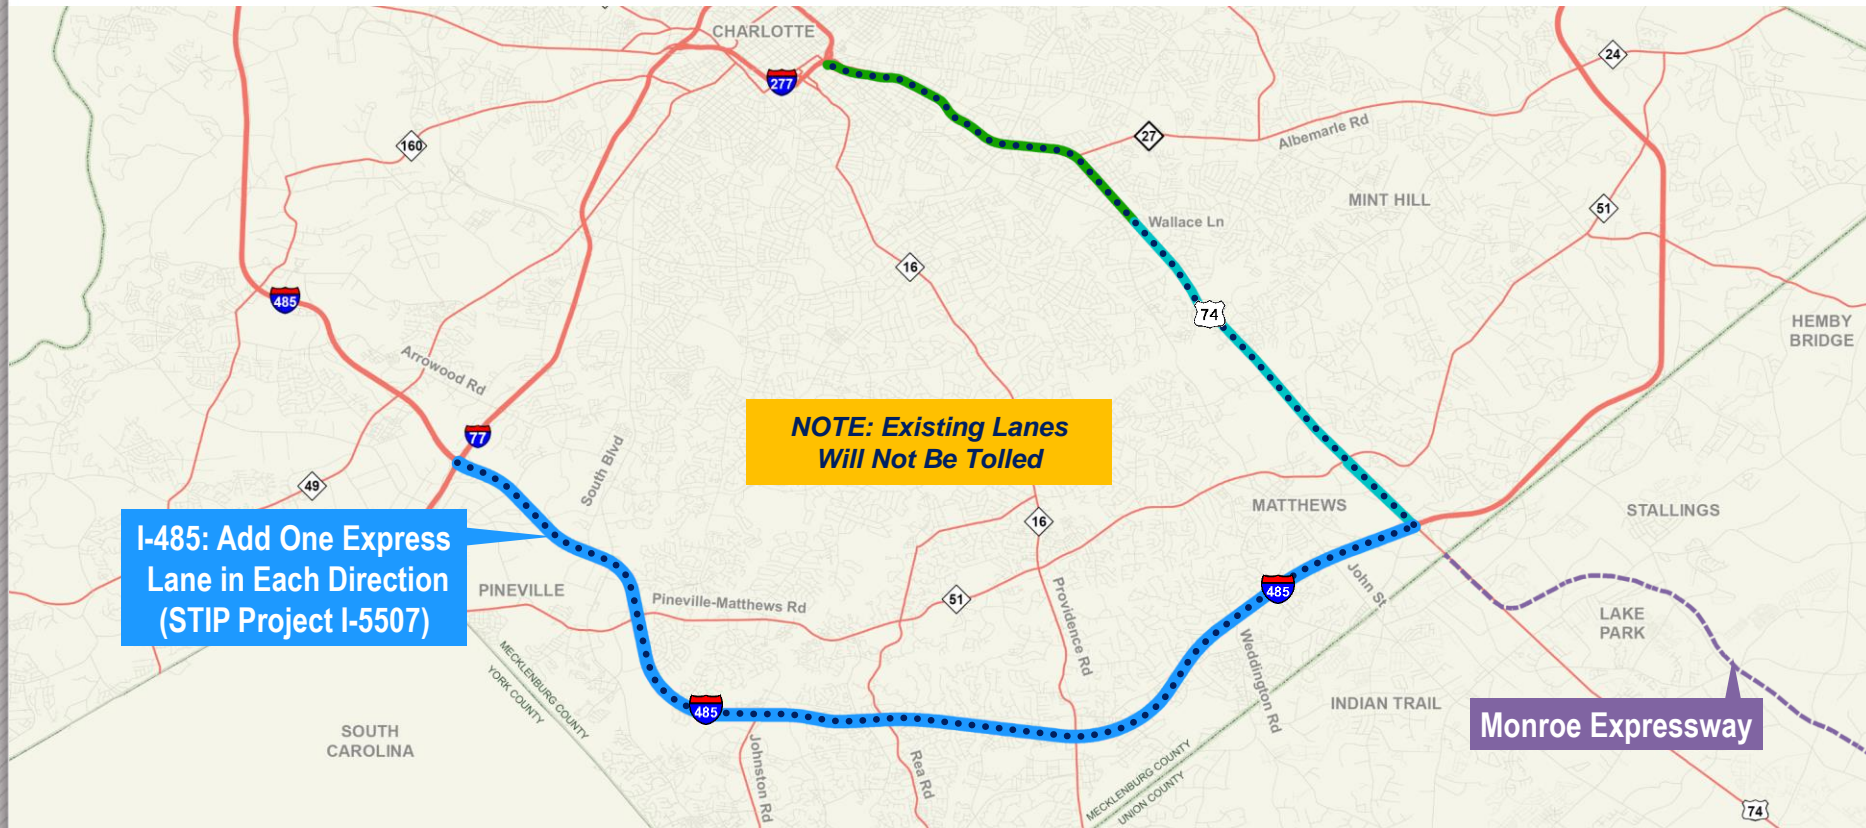 CHARLOTTE
277
24
160
27
Albemarle Rd
MINT HILL
51
Wallace Ln
16
485
74
HEMBY
BRIDGE
Arrowood Rd
77
South Blvd
NOTE: Existing Lanes
Will Not Be Tolled
49
MATTHEWS
STALLINGS
16
I-485: Add One Express
Lane in Each Direction
(STIP Project I-5507)
PINEVILLE
Pineville-Matthews Rd
51
Providence Rd
485
John St
LAKE
PARK
Weddington Rd
MECKLENBURG COUNTY
YORK COUNTY
485
INDIAN TRAIL
Monroe Expressway
SOUTH
CAROLINA
Johnston Rd
Rea Rd
MECKLENBURG COUNTY
UNION COUNTY
74